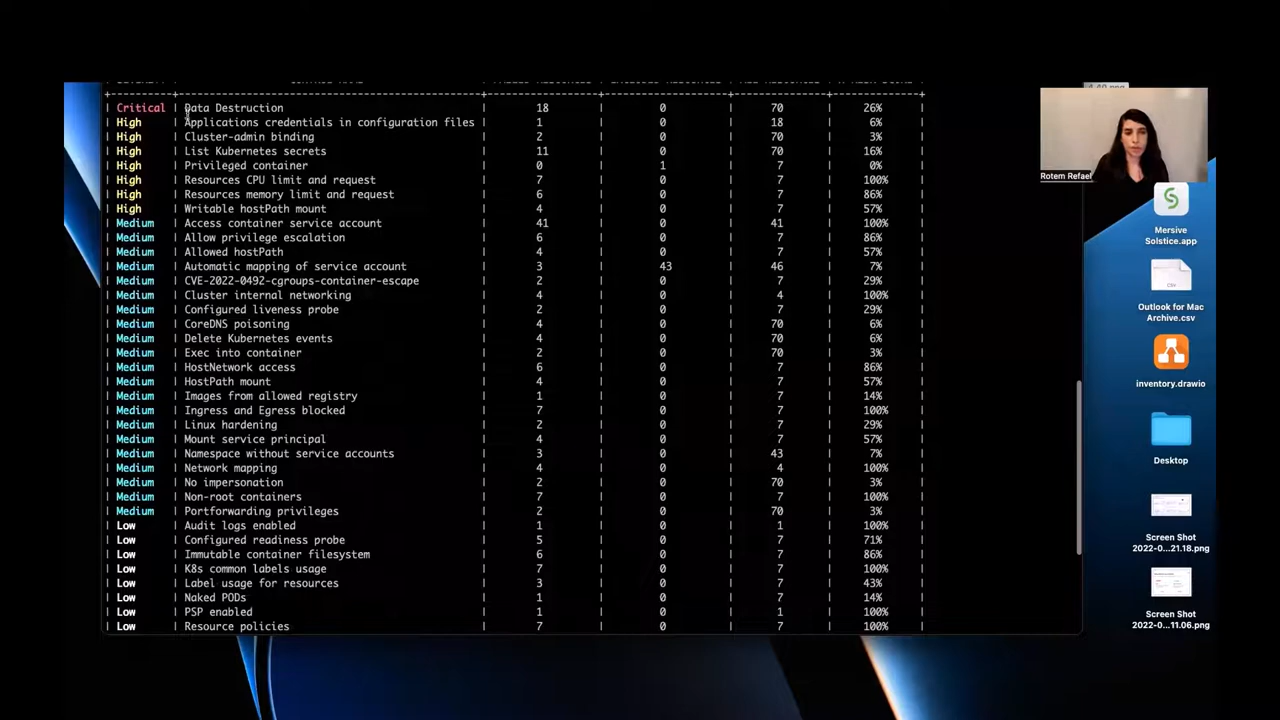 Critical | Data Destruction | 18 | 0 | 70 | 26% |
High | Applications credentials in configuration files | 1 | 0 | 18 | 6% |
High | Cluster-admin binding | 2 | 0 | 70 | 3% |
High | List Kubernetes secrets | 11 | 0 | 70 | 16% |
High | Privileged container | 0 | 1 | 7 | 0% |
High | Resources CPU limit and request | 7 | 0 | 7 | 100% |
High | Resources memory limit and request | 6 | 0 | 7 | 86% |
High | Writable hostPath mount | 4 | 0 | 7 | 57% |
Medium | Access container service account | 41 | 0 | 41 | 100% |
Medium | Allow privilege escalation | 6 | 0 | 7 | 86% |
Medium | Allowed hostPath | 4 | 0 | 7 | 57% |
Medium | Automatic mapping of service account | 3 | 43 | 46 | 7% |
Medium | CVE-2022-0492-cgroups-container-escape | 2 | 0 | 7 | 29% |
Medium | Cluster internal networking | 4 | 0 | 4 | 100% |
Medium | Configured liveness probe | 2 | 0 | 7 | 29% |
Medium | CoreDNS poisoning | 4 | 0 | 70 | 6% |
Medium | Delete Kubernetes events | 4 | 0 | 70 | 6% |
Medium | Exec into container | 2 | 0 | 70 | 3% |
Medium | HostNetwork access | 6 | 0 | 7 | 86% |
Medium | HostPath mount | 4 | 0 | 7 | 57% |
Medium | Images from allowed registry | 1 | 0 | 7 | 14% |
Medium | Ingress and Egress blocked | 7 | 0 | 7 | 100% |
Medium | Linux hardening | 2 | 0 | 7 | 29% |
Medium | Mount service principal | 4 | 0 | 7 | 57% |
Medium | Namespace without service accounts | 3 | 0 | 43 | 7% |
Medium | Network mapping | 4 | 0 | 4 | 100% |
Medium | No impersonation | 2 | 0 | 70 | 3% |
Medium | Non-root containers | 7 | 0 | 7 | 100% |
Medium | Portforwarding privileges | 2 | 0 | 70 | 3% |
Low | Audit logs enabled | 1 | 0 | 1 | 100% |
Low | Configured readiness probe | 5 | 0 | 7 | 71% |
Low | Immutable container filesystem | 6 | 0 | 7 | 86% |
Low | K8s common labels usage | 7 | 0 | 7 | 100% |
Low | Label usage for resources | 3 | 0 | 7 | 43% |
Low | Naked PODs | 1 | 0 | 7 | 14% |
Low | PSP enabled | 1 | 0 | 1 | 100% |
Low | Resource policies | 7 | 0 | 7 | 100% |
Rotem Refael
Mersive
Solstice.app
CSV
Outlook for Mac
Archive.csv
inventory.drawio
Desktop
Screen Shot
2022-0...21.18.png
Screen Shot
2022-0...11.06.png